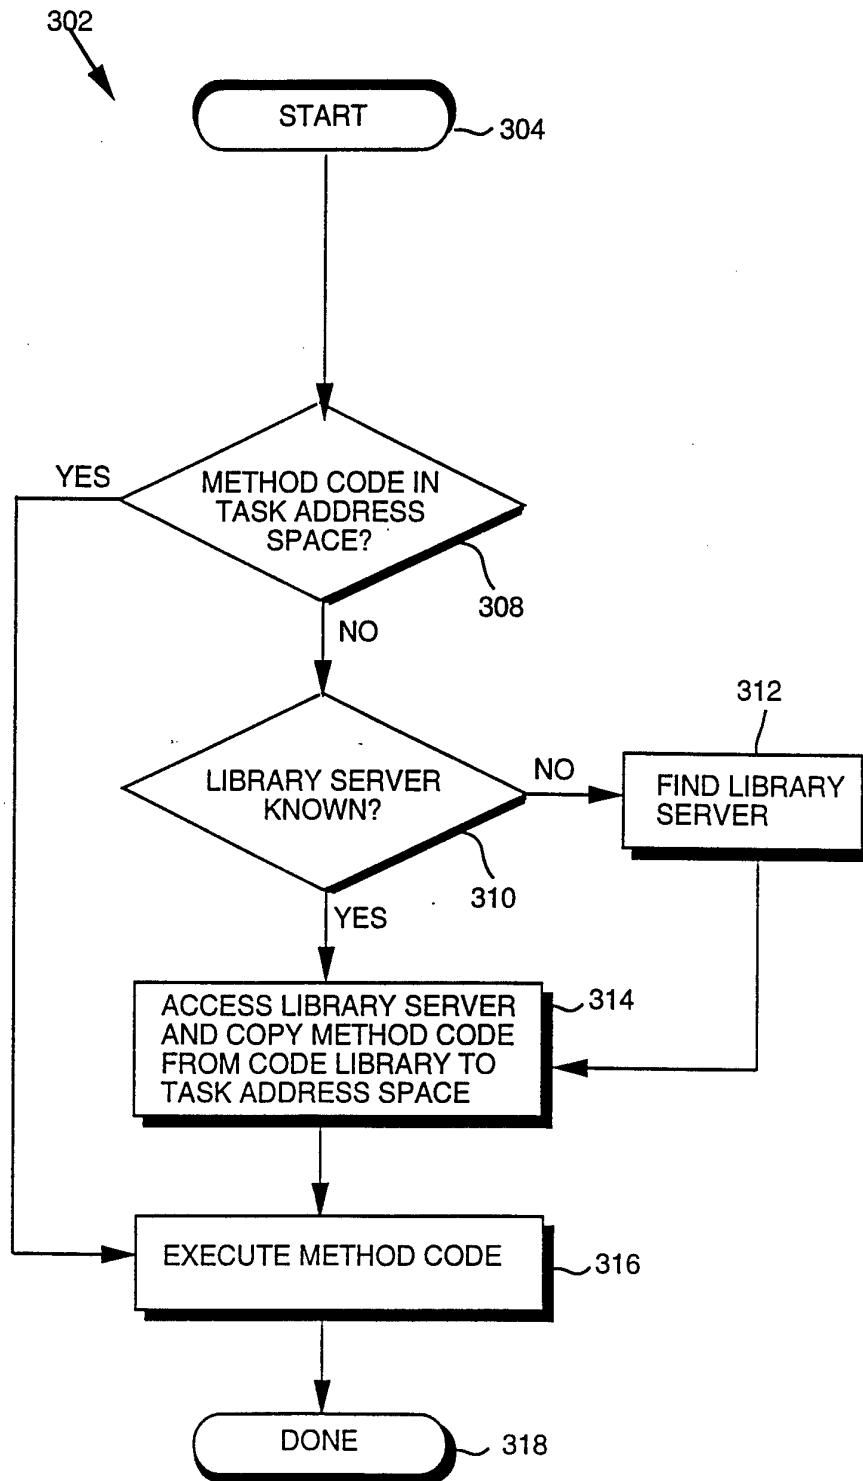 302
START
304
YES
METHOD CODE IN
TASK ADDRESS
SPACE?
308
NO
312
LIBRARY SERVER
KNOWN?
NO
FIND LIBRARY
SERVER
310
YES
ACCESS LIBRARY SERVER
AND COPY METHOD CODE
FROM CODE LIBRARY TO
TASK ADDRESS SPACE
314
EXECUTE METHOD CODE
316
DONE
318